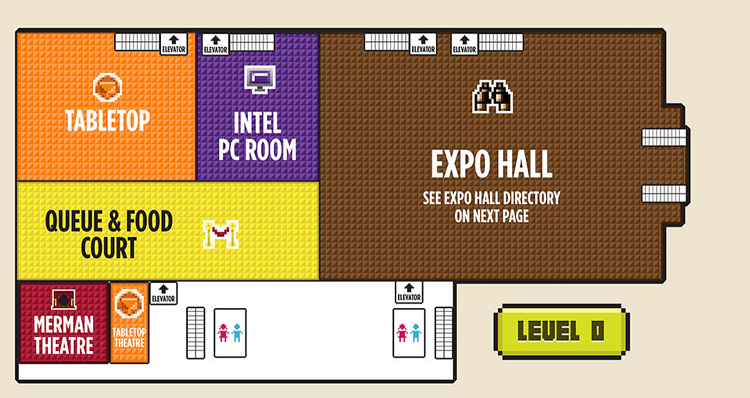 ELEVATOR
ELEVATOR
ELEVATOR
ELEVATOR
TABLETOP
INTEL
PC ROOM
EXPO HALL
SEE EXPO HALL DIRECTORY
ON NEXT PAGE
QUEUE & FOOD
COURT
ELEVATOR
ELEVATOR
MERMAN
THEATRE
TABLETOP
THEATRE
LEVEL 0